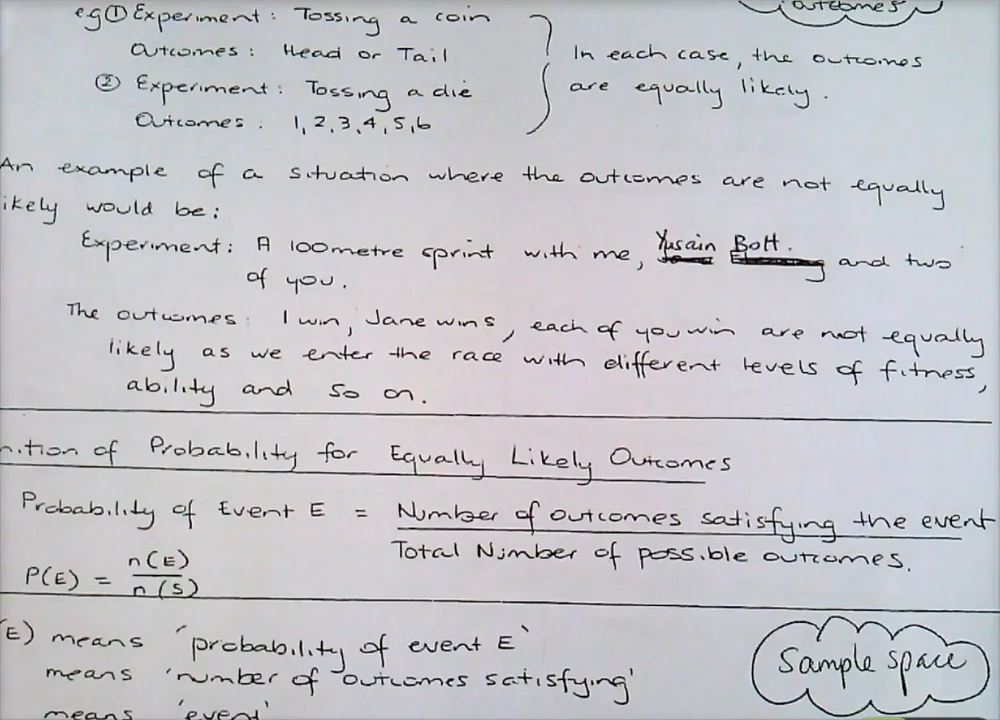 outcomes
e.g ① Experiment : Tossing a coin
Outcomes : Head or Tail
② Experiment : Tossing a die
Outcomes : 1, 2, 3, 4, 5, 6
In each case, the outcomes
are equally likely.
An example of a situation where the outcomes are not equally
ikely would be :
Experiment : A 100metre sprint with me, Yusain Bolt. and two
of you.
The outcomes : I win, Jane wins, each of you win are not equally
likely as we enter the race with different levels of fitness,
ability and so on.
nition of Probability for Equally Likely Outcomes
Probability of Event E = Number of outcomes satisfying the event
Total Number of possible outcomes.
P(E) = n(E)
n(S)
(E) means 'probability of event E'
means 'number of outcomes satisfying'
means 'event'
Sample space